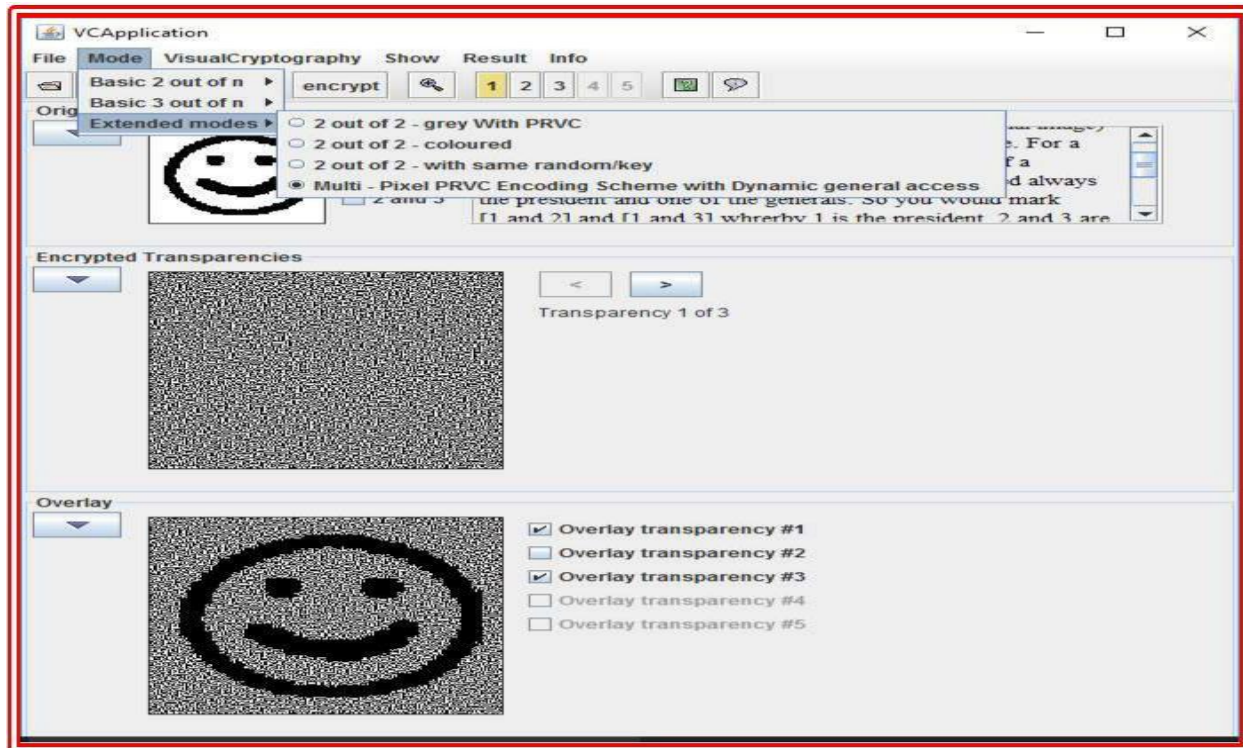 VCApplication
File Mode VisualCryptography Show Result Info
Basic 2 out of n encrypt 1 2 3 4 5
Basic 3 out of n
Orig
Extended modes 2 out of 2 - grey With PRVC
2 out of 2 - coloured e. For a
2 out of 2 - with same random/key f a
Multi - Pixel PRVC Encoding Scheme with Dynamic general access d always
2 and 3 the president and one of the generals. So you would mark
[1 and 2] and [1 and 3] whrerby 1 is the president, 2 and 3 are
Encrypted Transparencies
< >
Transparency 1 of 3
Overlay
Overlay transparency #1
Overlay transparency #2
Overlay transparency #3
Overlay transparency #4
Overlay transparency #5